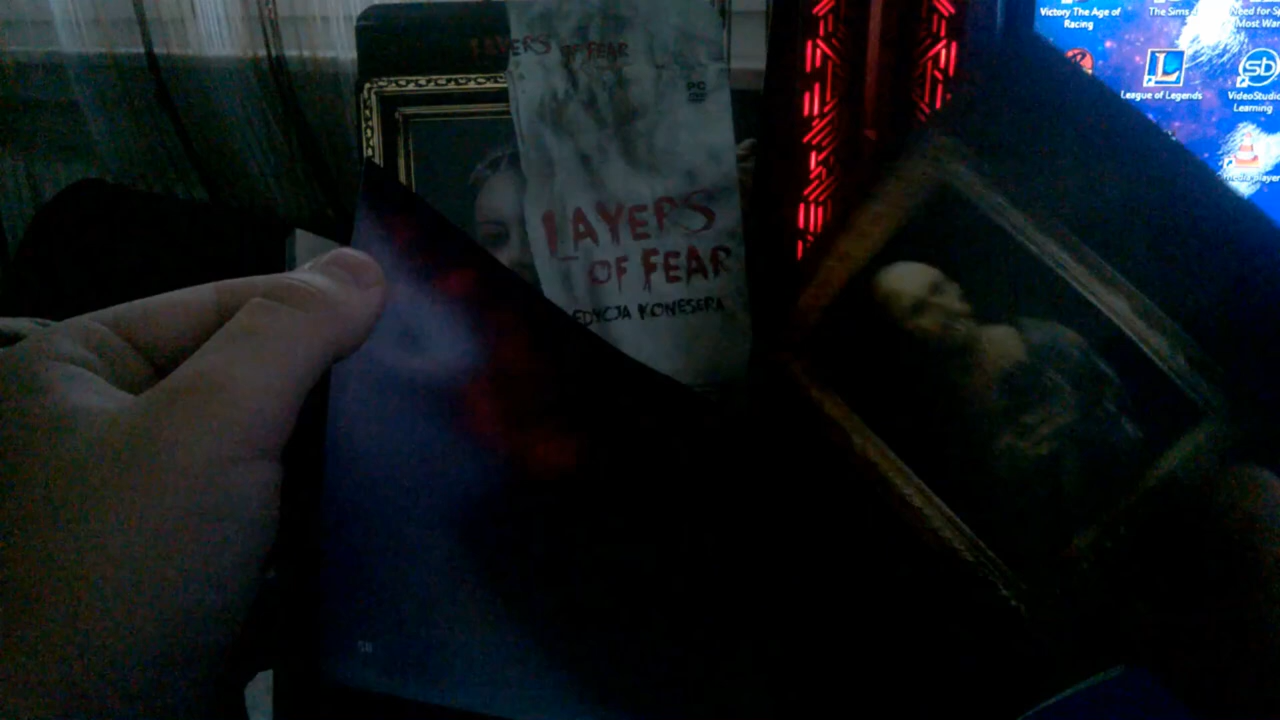 LAYERS OF FEAR
PC
LAYERS
OF FEAR
EDYCJA KONESERA
Victory The Age of
Racing
The Sims
Need for S
Most Wan
League of Legends
sb
VideoStudio
Learning
media player